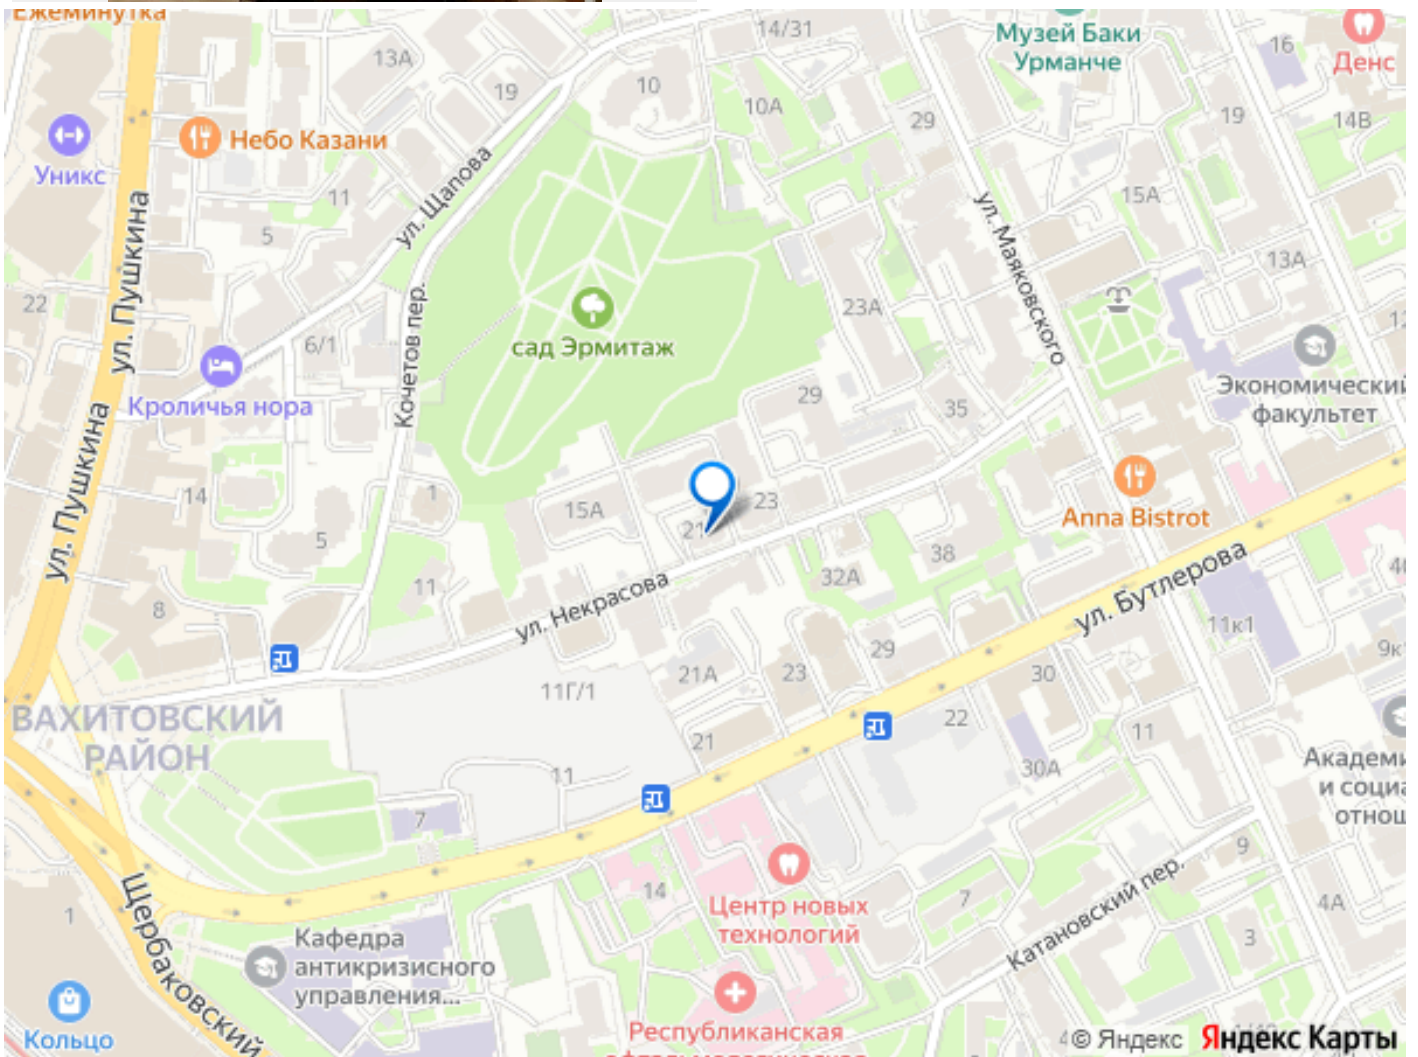 Ежеминутка
Музей Баки
Урманче
Денс
14/31
13А
19
10
10А
29
16
19
14В
Уникс
Небо Казани
11
ул. Щапова
5
15А
13А
22
ул. Пушкина
ул. Маяковского
6/1
Кочетов пер.
сад Эрмитаж
23А
12
Экономический
факультет
Кроличья нора
29
35
ул. Пушкина
14
1
15А
23
21
Anna Bistrot
5
11
38
32А
8
ул. Некрасова
ул. Бутлерова
11к1
9к
21А
23
29
30
11Г/1
ВАХИТОВСКИЙ
РАЙОН
21
22
11
30А
11
7
Академи
и социа
отнош
9
14
Центр новых
технологий
7
Катановский пер.
4А
3
1
Щербаковский
Кафедра
антикризисного
управления...
Кольцо
Республиканская
© Яндекс
Яндекс Карты